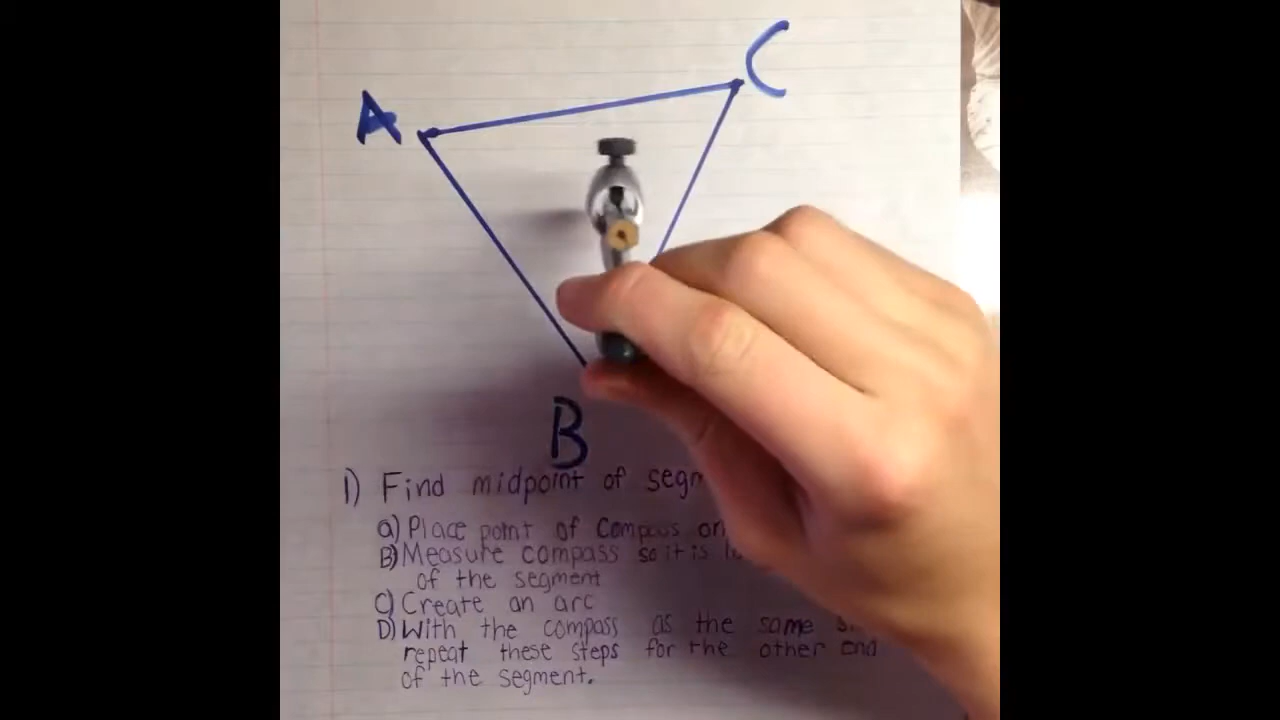 C
A
B
1) Find midpoint of
a) Place point of Compass on
B) Measure compass so it is
of the segment
C) Create an arc
D) With the compass as the same
repeat these steps for the other end
of the segment.